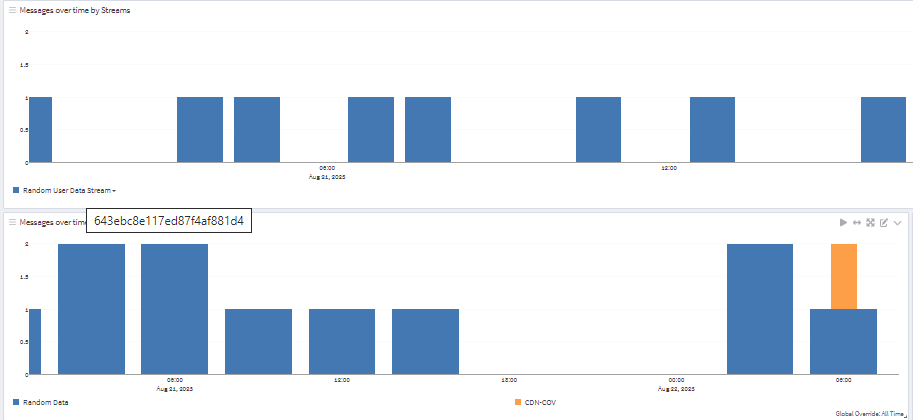 Messages over time by Streams
2
1.5
1
0.5
0
06:00
Aug 21, 2023
12:00
Random User Data Stream
643ebc8e117ed87f4af881d4
Messages over time
2
1.5
1
0.5
0
06:00
Aug 21, 2023
12:00
18:00
00:00
Aug 22, 2023
06:00
Random Data
CDN-COV
Global Override: All Time